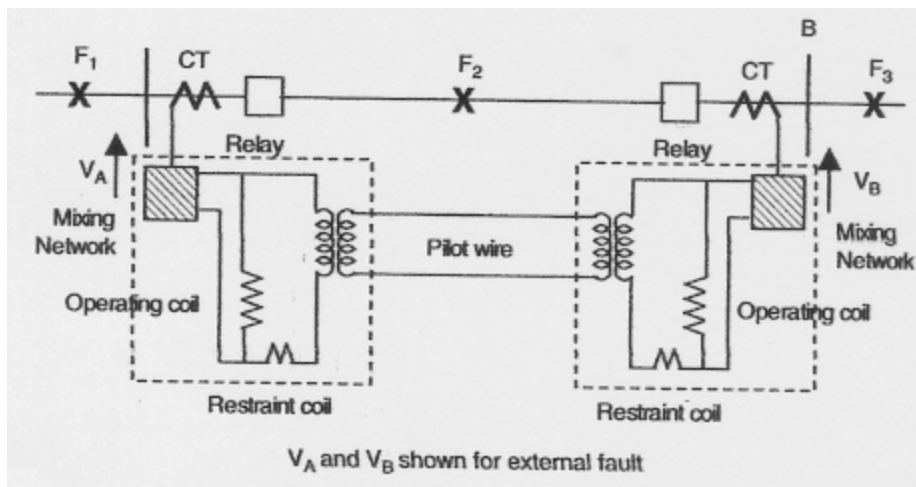 B
F1
CT
F2
CT
F3
Relay
Relay
VA
VB
Mixing
Network
Pilot wire
Mixing
Network
Operating coil
Operating coil
Restraint coil
Restraint coil
VA and VB shown for external fault